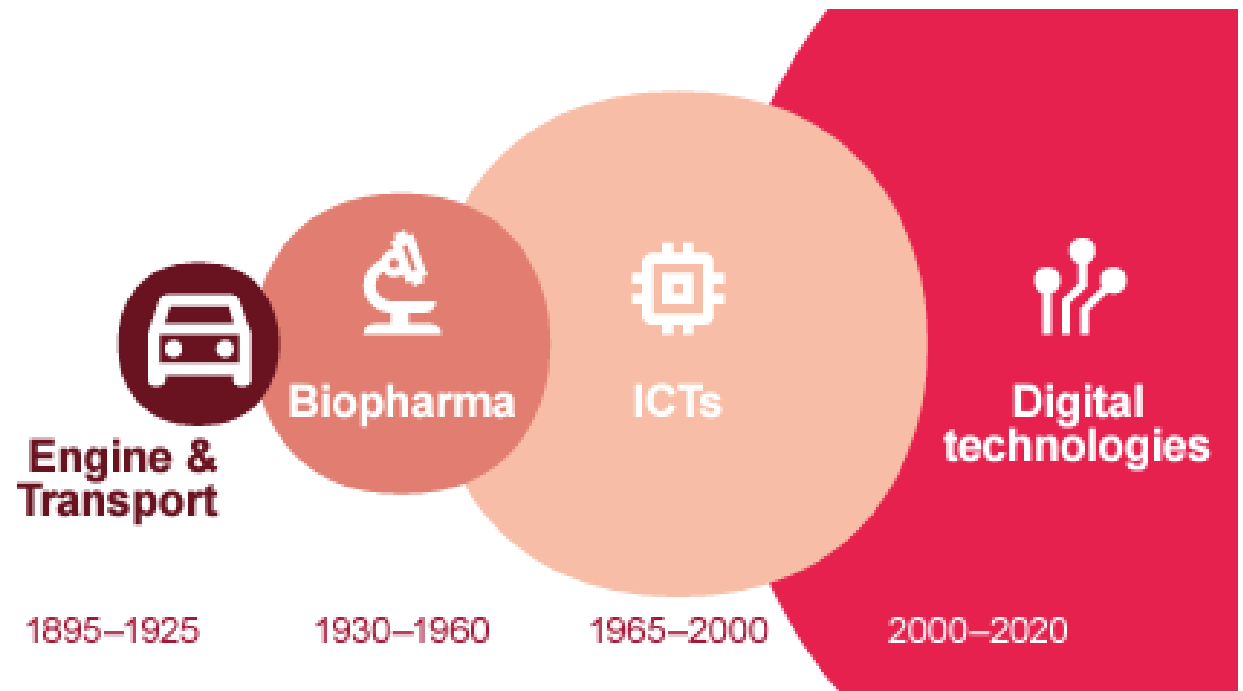 Engine &
Transport
Biopharma
ICTs
Digital
technologies
1895–1925
1930–1960
1965–2000
2000–2020